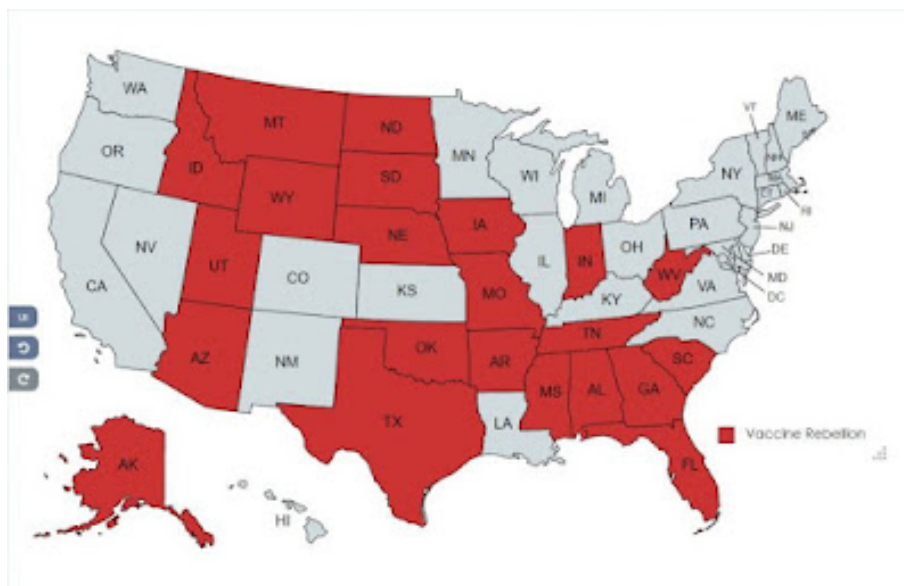 WA
MT
ND
MN
VT
ME
OR
ID
SD
WI
MI
NY
NH
WY
IA
PA
RI
NV
NE
IL
IN
OH
NJ
UT
CO
DE
CA
KS
MO
WV
VA
MD
DC
KY
NC
AZ
NM
OK
AR
TN
SC
TX
MS
AL
GA
LA
Vaccine Rebellion
AK
FL
HI